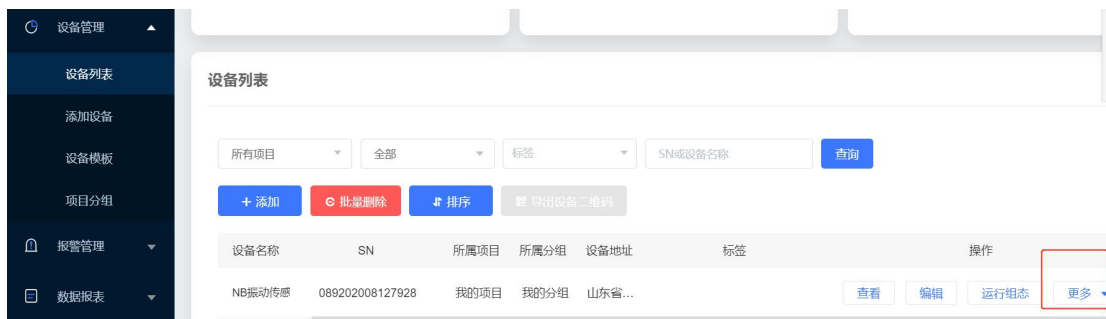 设备管理
设备列表
添加设备
设备模板
项目分组
报警管理
数据报表
设备列表
所有项目 全部 标签 SN或设备名称 查询
+ 添加 批量删除 排序 导出设备二维码
设备名称 SN 所属项目 所属分组 设备地址 标签 操作
NB振动传感 089202008127928 我的项目 我的分组 山东省... 查看 编辑 运行组态 更多